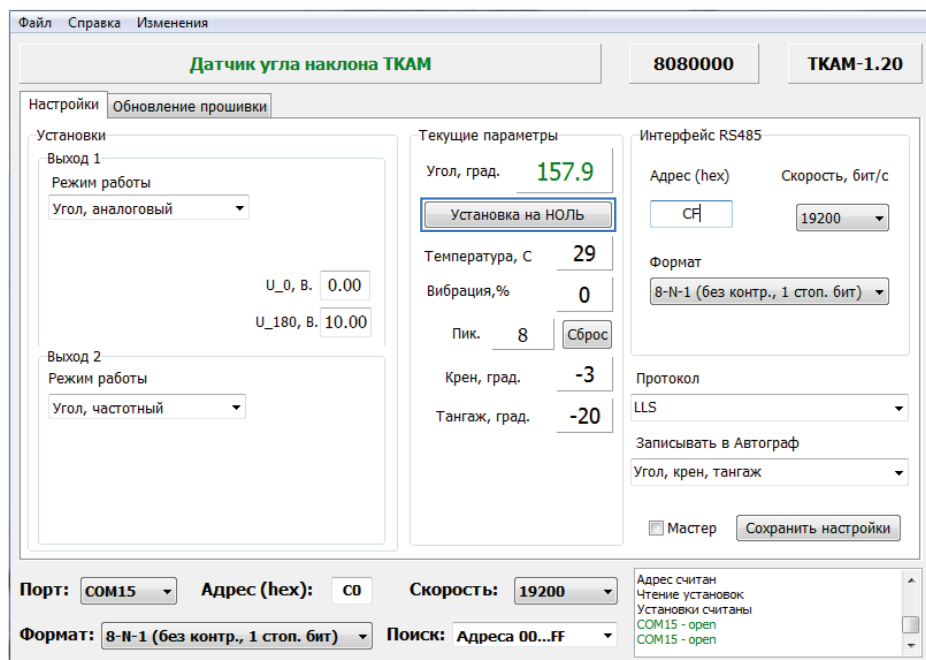 Файл Справка Изменения
Датчик угла наклона ТКАМ
8080000
ТКАМ-1.20
Настройки
Обновление прошивки
Установки
Выход 1
Режим работы
Угол, аналоговый
U_0, В. 0.00
U_180, В. 10.00
Выход 2
Режим работы
Угол, частотный
Текущие параметры
Угол, град. 157.9
Установка на НОЛЬ
Температура, С 29
Вибрация,% 0
Пик. 8 Сброс
Крен, град. -3
Тангаж, град. -20
Интерфейс RS485
Адрес (hex) Скорость, бит/с
CF 19200
Формат
8-N-1 (без контр., 1 стоп. бит)
Протокол
LLS
Записывать в Автограф
Угол, крен, тангаж
Мастер Сохранить настройки
Порт: COM15 Адрес (hex): C0 Скорость: 19200
Формат: 8-N-1 (без контр., 1 стоп. бит) Поиск: Адреса 00...FF
Адрес считан
Чтение установок
Установки считаны
COM15 - open
COM15 - open